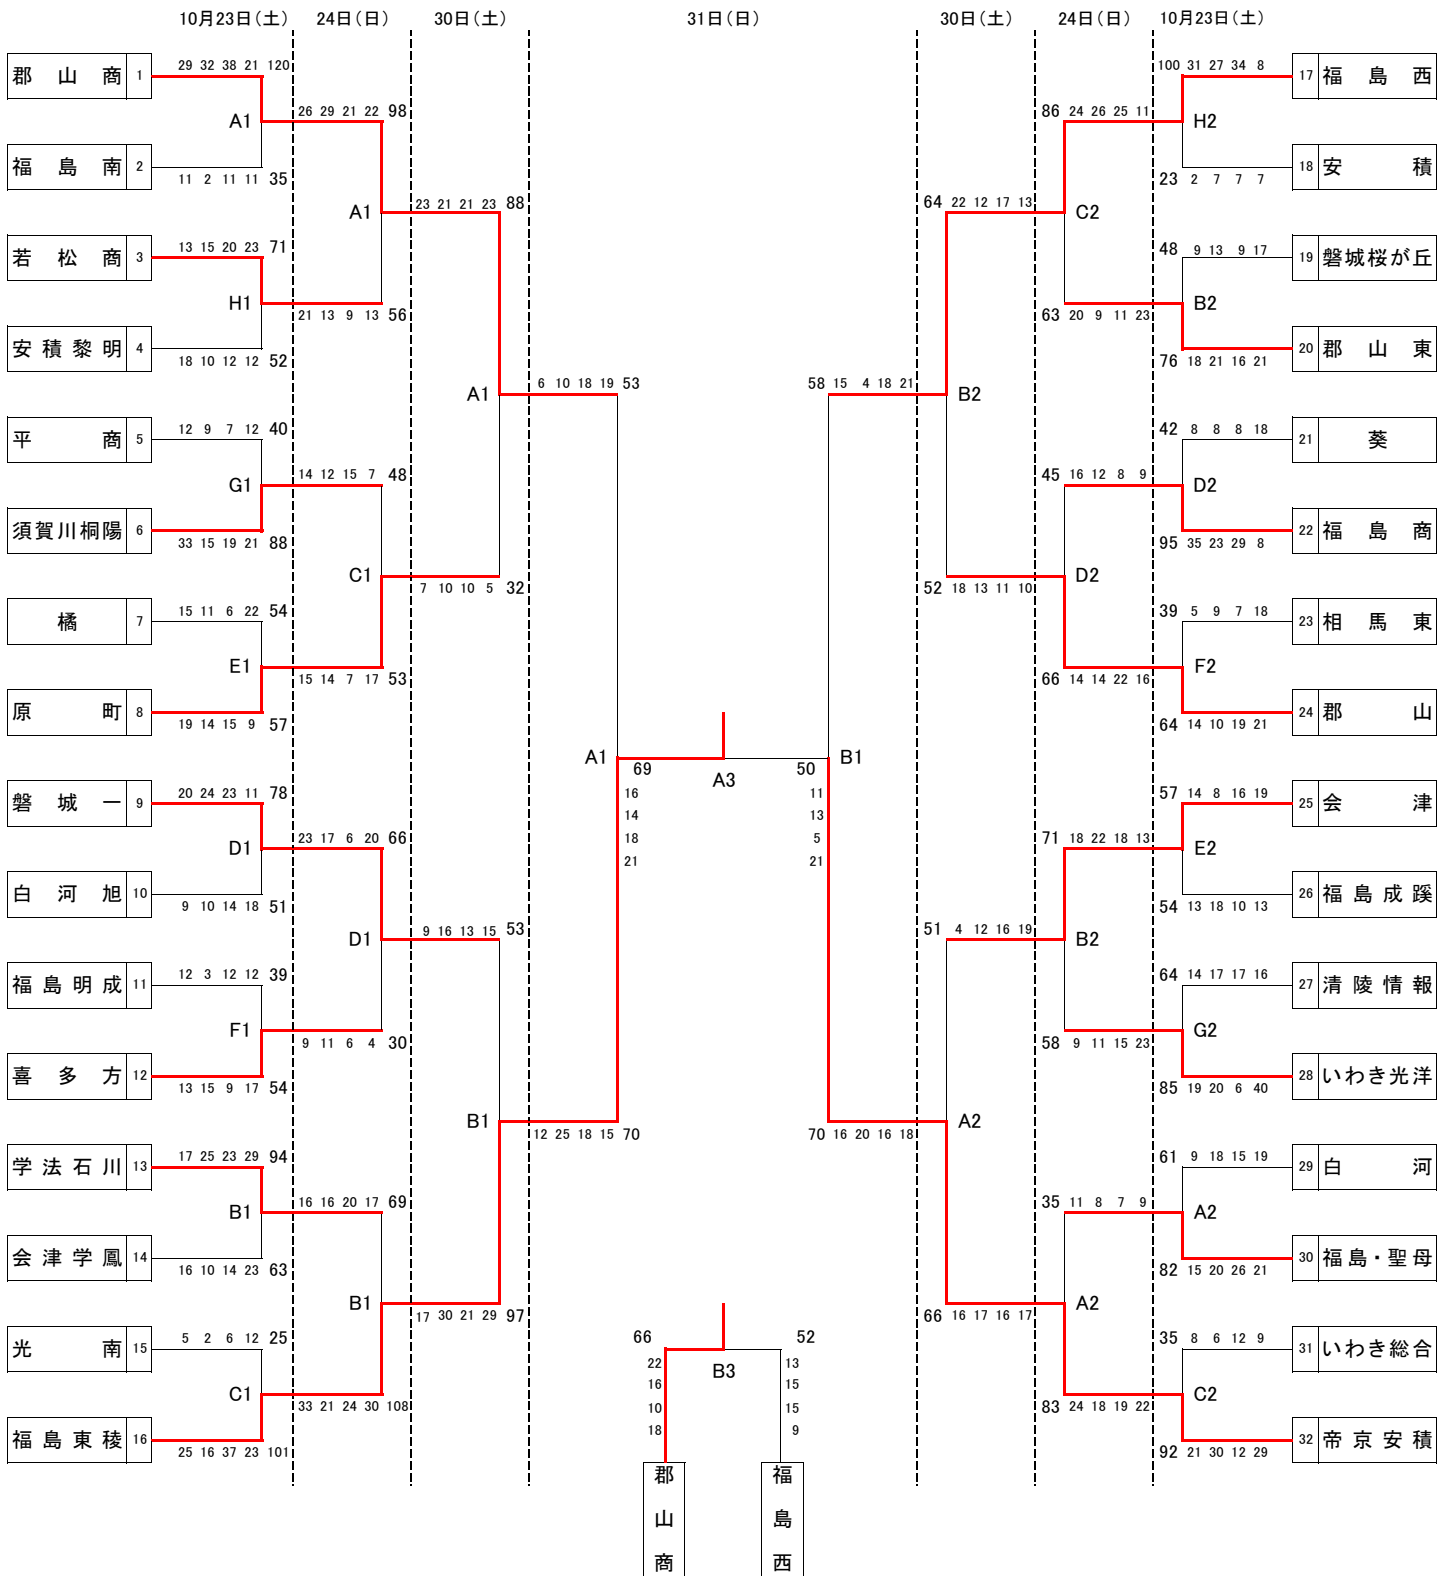 10月23日(土) 24日(日) 30日(土) 31日(日) 30日(土) 24日(日) 10月23日(土)
郡山商 1 29 32 38 21 120 100 31 27 34 8 17 福島西
A1 26 29 21 22 98 86 24 26 25 11 H2
福島南 2 11 2 11 11 35 23 2 7 7 7 18 安積
A1 23 21 21 23 88 64 22 12 17 13 C2
若松商 3 13 15 20 23 71 48 9 13 9 17 19 磐城桜が丘
H1 21 13 9 13 56 63 20 9 11 23 B2
安積黎明 4 18 10 12 12 52 76 18 21 16 21 20 郡山東
A1 6 10 18 19 53 58 15 4 18 21 B2
平商 5 12 9 7 12 40 42 8 8 8 18 21 葵
G1 14 12 15 7 48 45 16 12 8 9 D2
須賀川桐陽 6 33 15 19 21 88 95 35 23 29 8 22 福島商
C1 7 10 10 5 32 52 18 13 11 10 D2
橘 7 15 11 6 22 54 39 5 9 7 18 23 相馬東
E1 15 14 7 17 53 66 14 14 22 16 F2
原町 8 19 14 15 9 57 64 14 10 19 21 24 郡山
A1 69 A3 50 B1
16 11
14 13
18 5
21 21
磐城一 9 20 24 23 11 78 57 14 8 16 19 25 会津
D1 23 17 6 20 66 71 18 22 18 13 E2
白河旭 10 9 10 14 18 51 54 13 18 10 13 26 福島成蹊
D1 9 16 13 15 53 51 4 12 16 19 B2
福島明成 11 12 3 12 12 39 64 14 17 17 16 27 清陵情報
F1 9 11 6 4 30 58 9 11 15 23 G2
喜多方 12 13 15 9 17 54 85 19 20 6 40 28 いわき光洋
B1 12 25 18 15 70 70 16 20 16 18 A2
学法石川 13 17 25 23 29 94 61 9 18 15 19 29 白河
B1 16 16 20 17 69 35 11 8 7 9 A2
会津学鳳 14 16 10 14 23 63 82 15 20 26 21 30 福島・聖母
B1 17 30 21 29 97 66 16 17 16 17 A2
光南 15 5 2 6 12 25 35 8 6 12 9 31 いわき総合
C1 33 21 24 30 108 83 24 18 19 22 C2
福島東稜 16 25 16 37 23 101 92 21 30 12 29 32 帝京安積
66 B3 52
22 13
16 15
10 15
18 9
郡山商 福島西